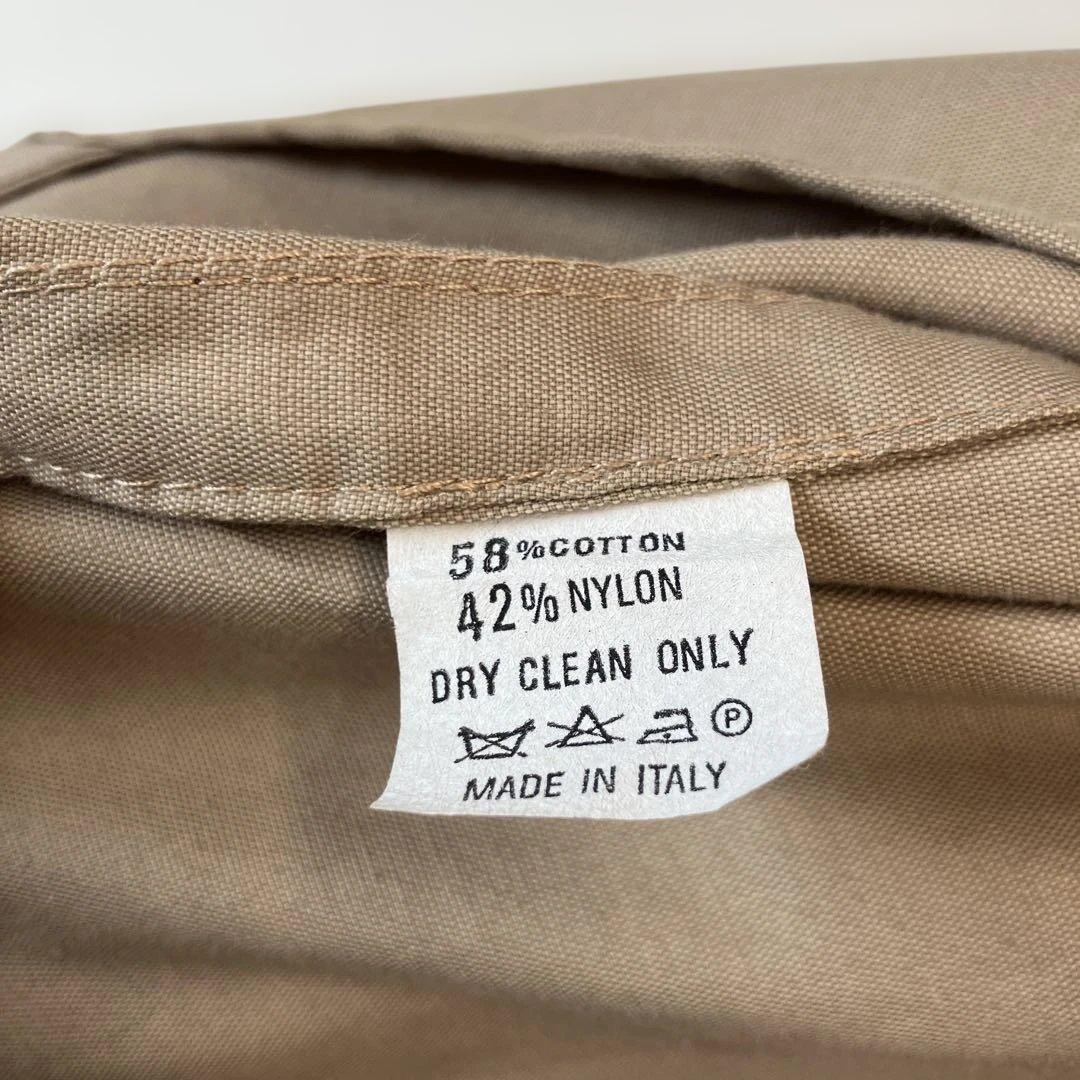 58%COTTON
42%NYLON
DRY CLEAN ONLY
P
MADE IN ITALY